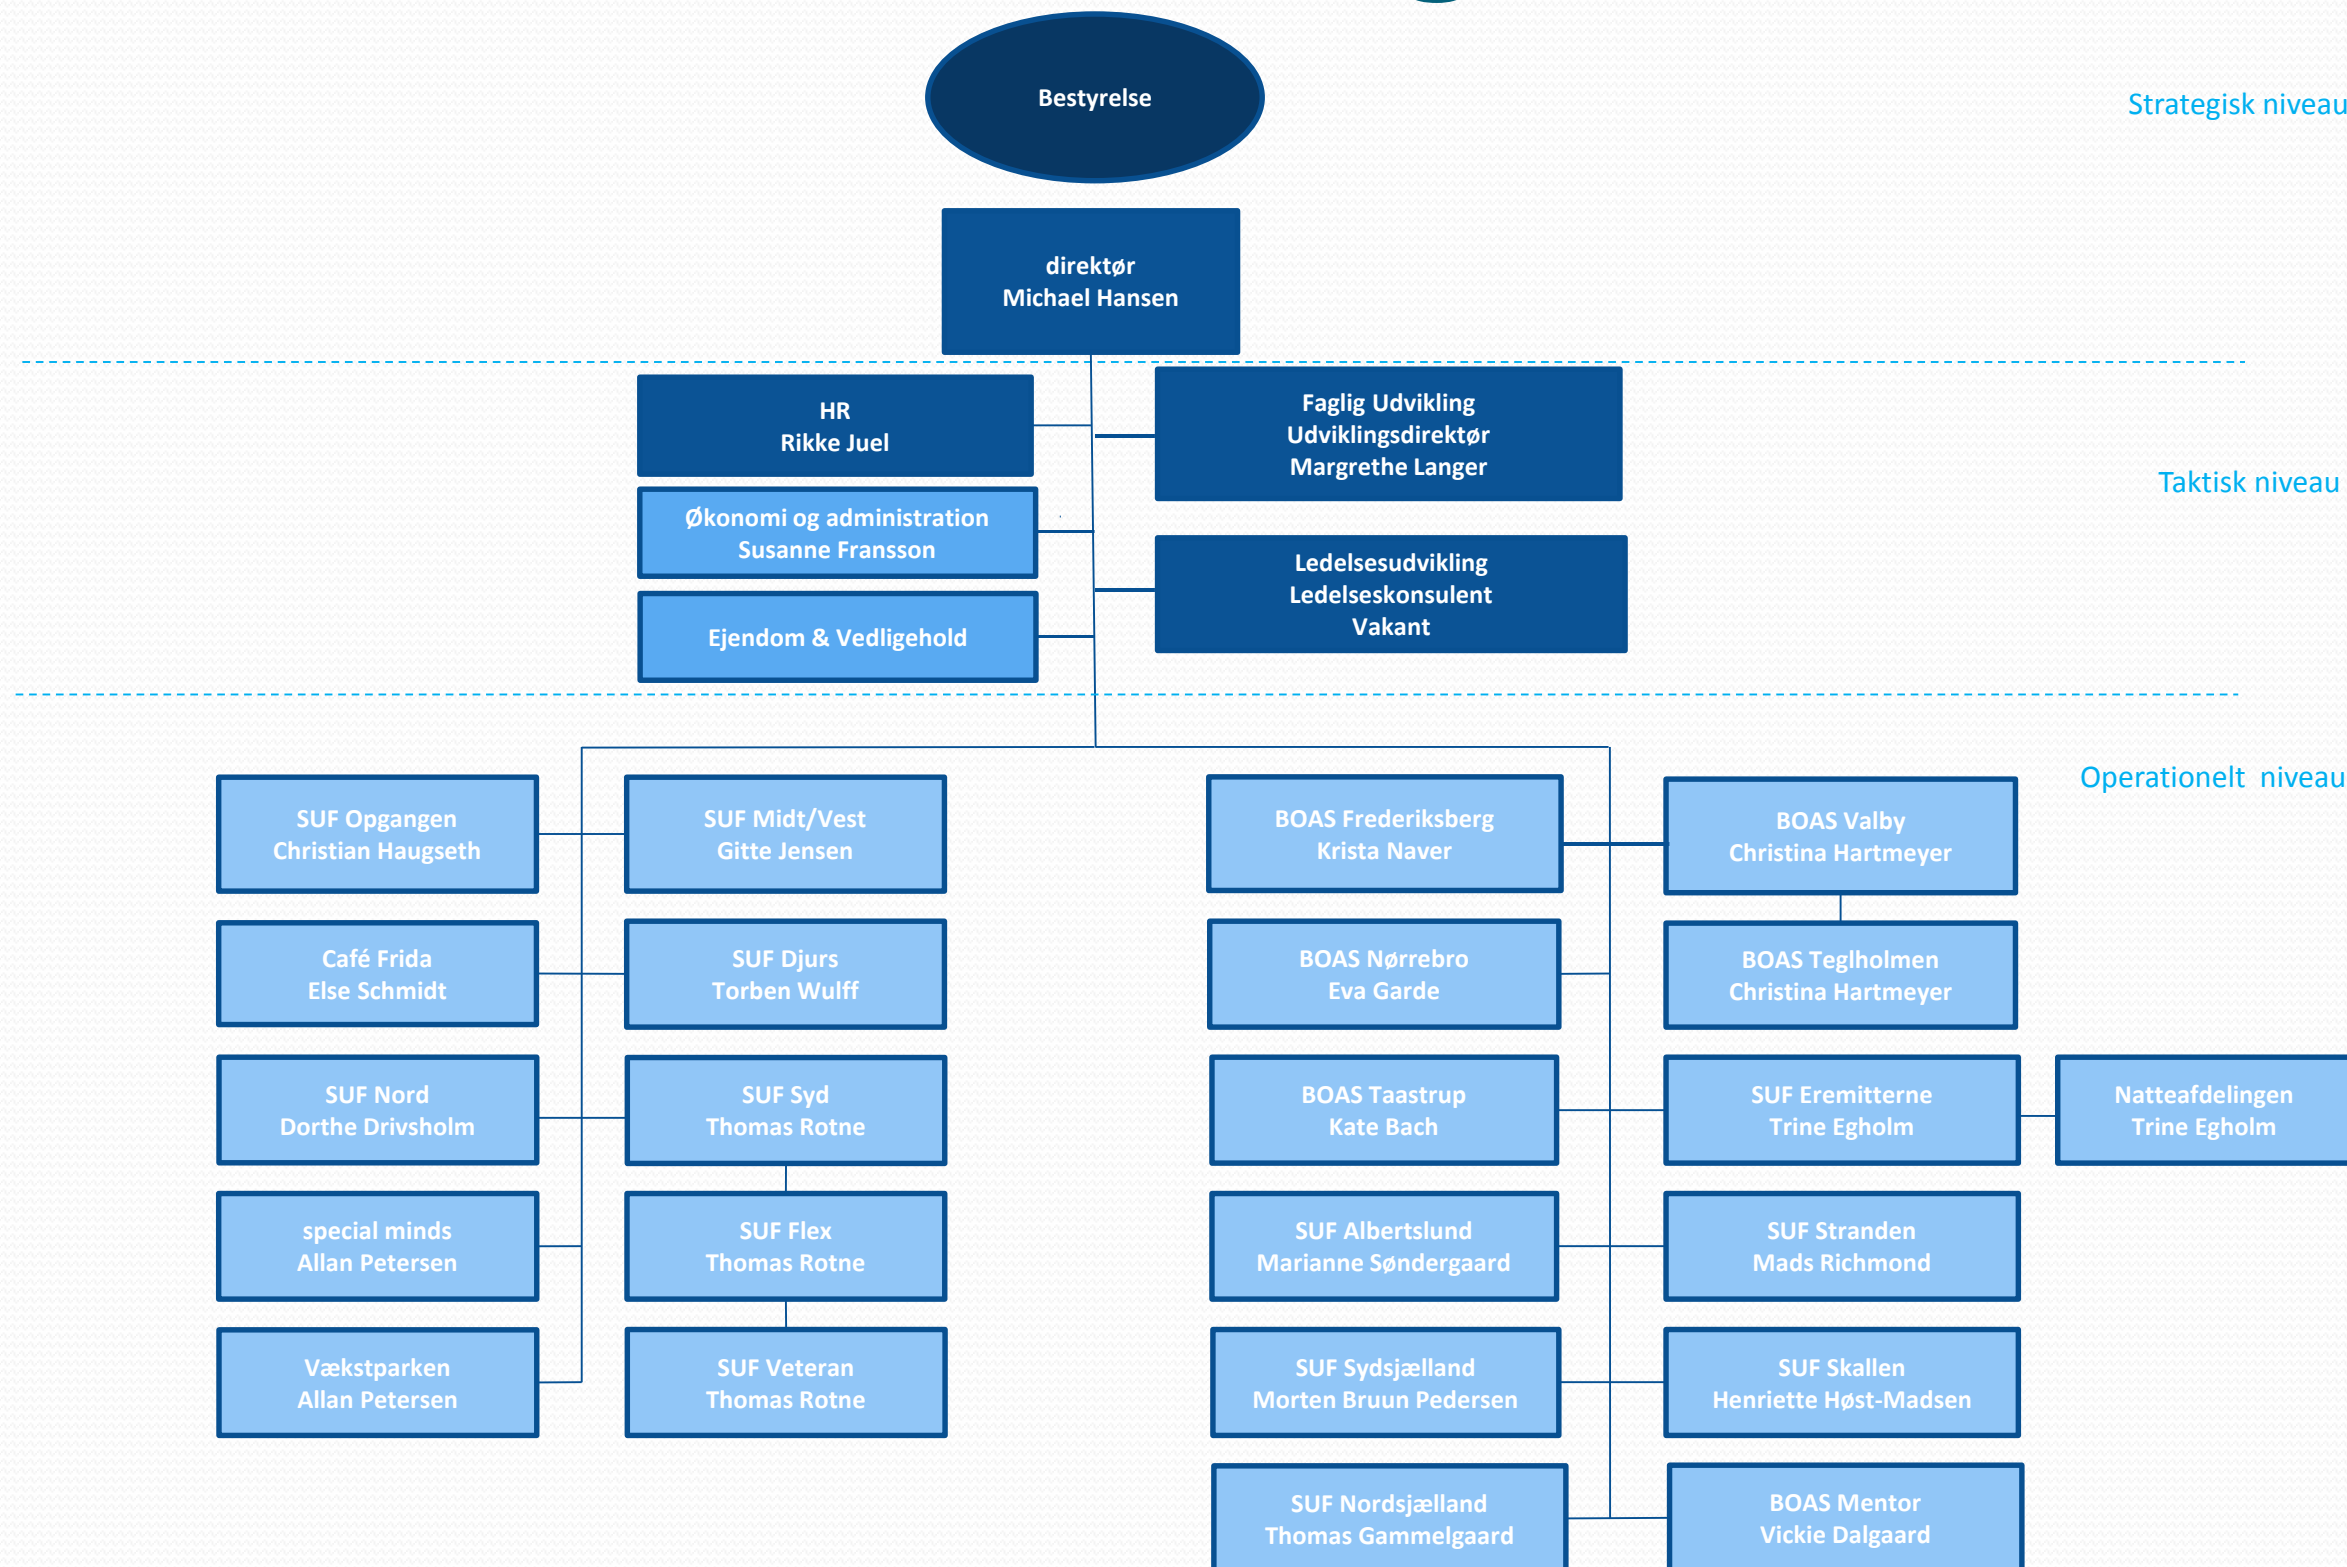 Bestyrelse
Strategisk niveau
direktør
Michael Hansen
HR
Rikke Juel
Faglig Udvikling
Udviklingsdirektør
Margrethe Langer
Taktisk niveau
Økonomi og administration
Susanne Fransson
Ledelsesudvikling
Ledelseskonsulent
Vakant
Ejendom & Vedligehold
Operationelt niveau
SUF Opgangen
Christian Haugseth
SUF Midt/Vest
Gitte Jensen
BOAS Frederiksberg
Krista Naver
BOAS Valby
Christina Hartmeyer
Café Frida
Else Schmidt
SUF Djurs
Torben Wulff
BOAS Nørrebro
Eva Garde
BOAS Teglholmen
Christina Hartmeyer
SUF Nord
Dorthe Drivsholm
SUF Syd
Thomas Rotne
BOAS Taastrup
Kate Bach
SUF Eremitterne
Trine Egholm
Natteafdelingen
Trine Egholm
special minds
Allan Petersen
SUF Flex
Thomas Rotne
SUF Albertslund
Marianne Søndergaard
SUF Stranden
Mads Richmond
Vækstparken
Allan Petersen
SUF Veteran
Thomas Rotne
SUF Sydsjælland
Morten Bruun Pedersen
SUF Skallen
Henriette Høst-Madsen
SUF Nordsjælland
Thomas Gammelgaard
BOAS Mentor
Vickie Dalgaard